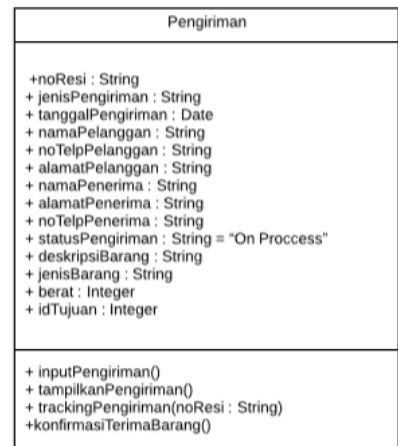 Pengiriman
+noResi : String
+ jenisPengiriman : String
+ tanggalPengiriman : Date
+ namaPelanggan : String
+ noTelpPelanggan : String
+ alamatPelanggan : String
+ namaPenerima : String
+ alamatPenerima : String
+ noTelpPenerima : String
+ statusPengiriman : String = “On Proccess”
+ deskripsiBarang : String
+ jenisBarang : String
+ berat : Integer
+ idTujuan : Integer
+ inputPengiriman()
+ tampilkanPengiriman()
+ trackingPengiriman(noResi : String)
+konfirmasiTerimaBarang()